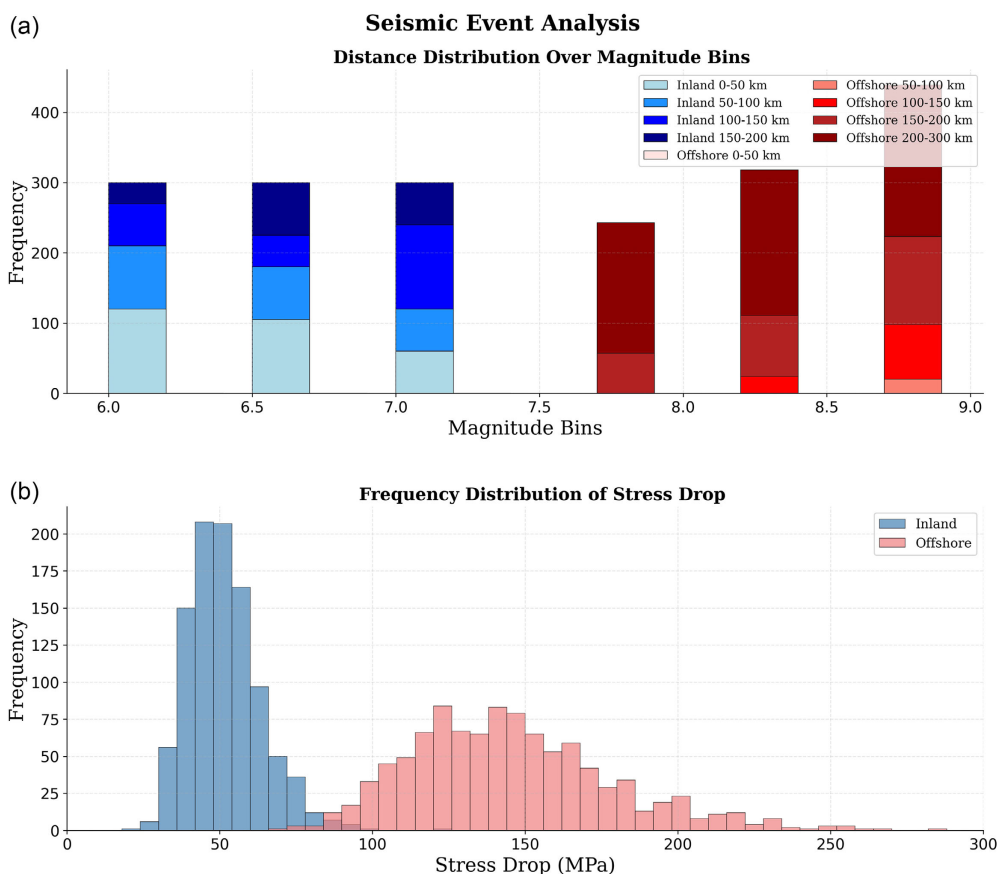 (a)
Seismic Event Analysis
Distance Distribution Over Magnitude Bins
Inland 0-50 km
Inland 50-100 km
Inland 100-150 km
Inland 150-200 km
Offshore 0-50 km
Offshore 50-100 km
Offshore 100-150 km
Offshore 150-200 km
Offshore 200-300 km
Frequency
400
300
200
100
0
6.0 6.5 7.0 7.5 8.0 8.5 9.0
Magnitude Bins
(b)
Frequency Distribution of Stress Drop
Inland
Offshore
Frequency
200
175
150
125
100
75
50
25
0
0 50 100 150 200 250 300
Stress Drop (MPa)